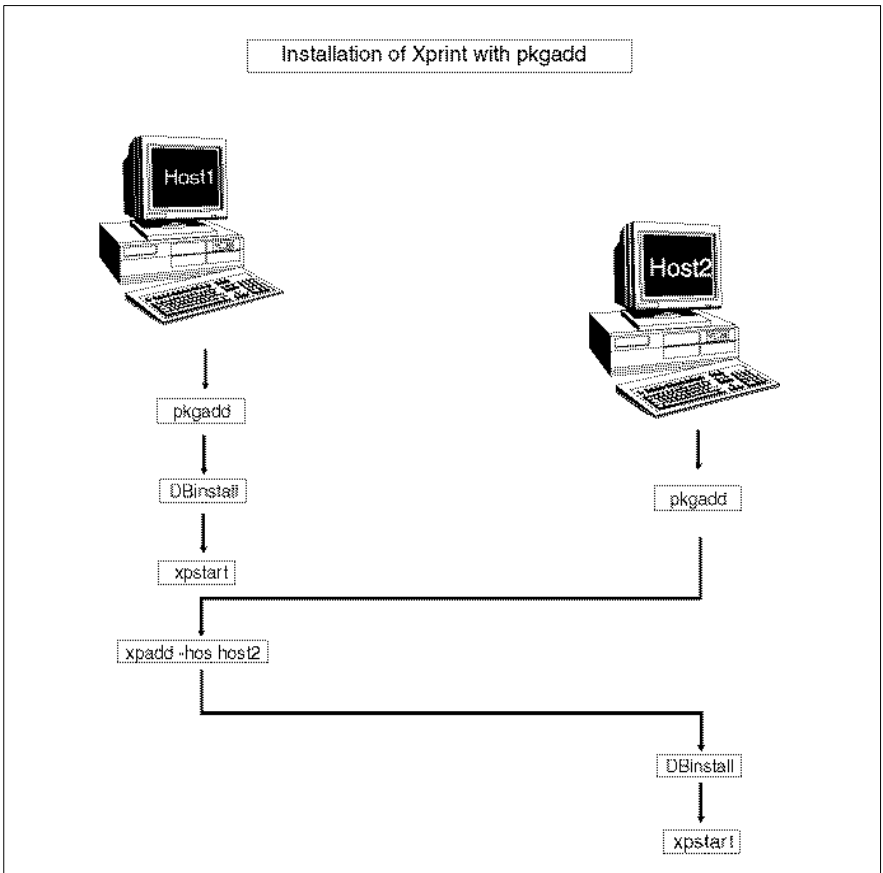 Installation of Xprint with pkgadd
Host1
Host2
pkgadd
DBinstall
pkgadd
xpstart
xpadd -hos host2
DBinstall
xpstart